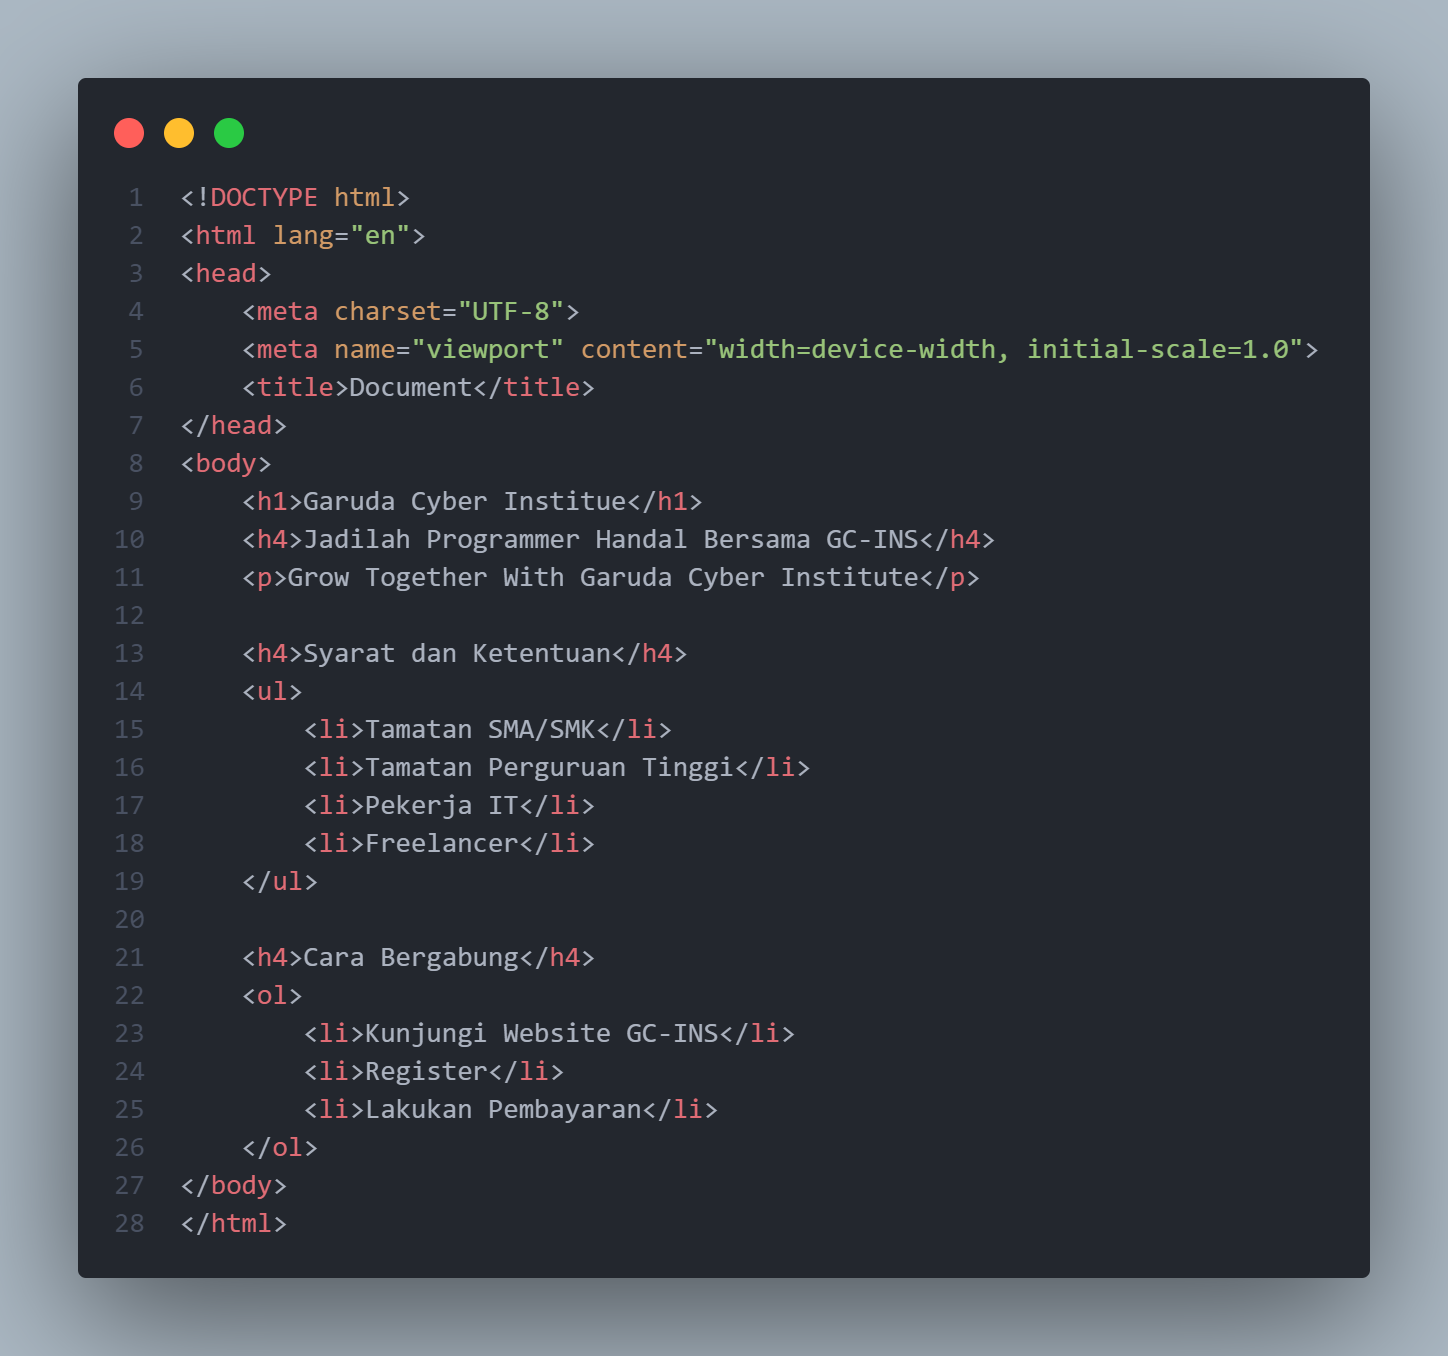 1 <!DOCTYPE html>
2 <html lang="en">
3 <head>
4     <meta charset="UTF-8">
5     <meta name="viewport" content="width=device-width, initial-scale=1.0">
6     <title>Document</title>
7 </head>
8 <body>
9     <h1>Garuda Cyber Institue</h1>
10     <h4>Jadilah Programmer Handal Bersama GC-INS</h4>
11     <p>Grow Together With Garuda Cyber Institute</p>
12
13     <h4>Syarat dan Ketentuan</h4>
14     <ul>
15         <li>Tamatan SMA/SMK</li>
16         <li>Tamatan Perguruan Tinggi</li>
17         <li>Pekerja IT</li>
18         <li>Freelancer</li>
19     </ul>
20
21     <h4>Cara Bergabung</h4>
22     <ol>
23         <li>Kunjungi Website GC-INS</li>
24         <li>Register</li>
25         <li>Lakukan Pembayaran</li>
26     </ol>
27 </body>
28 </html>